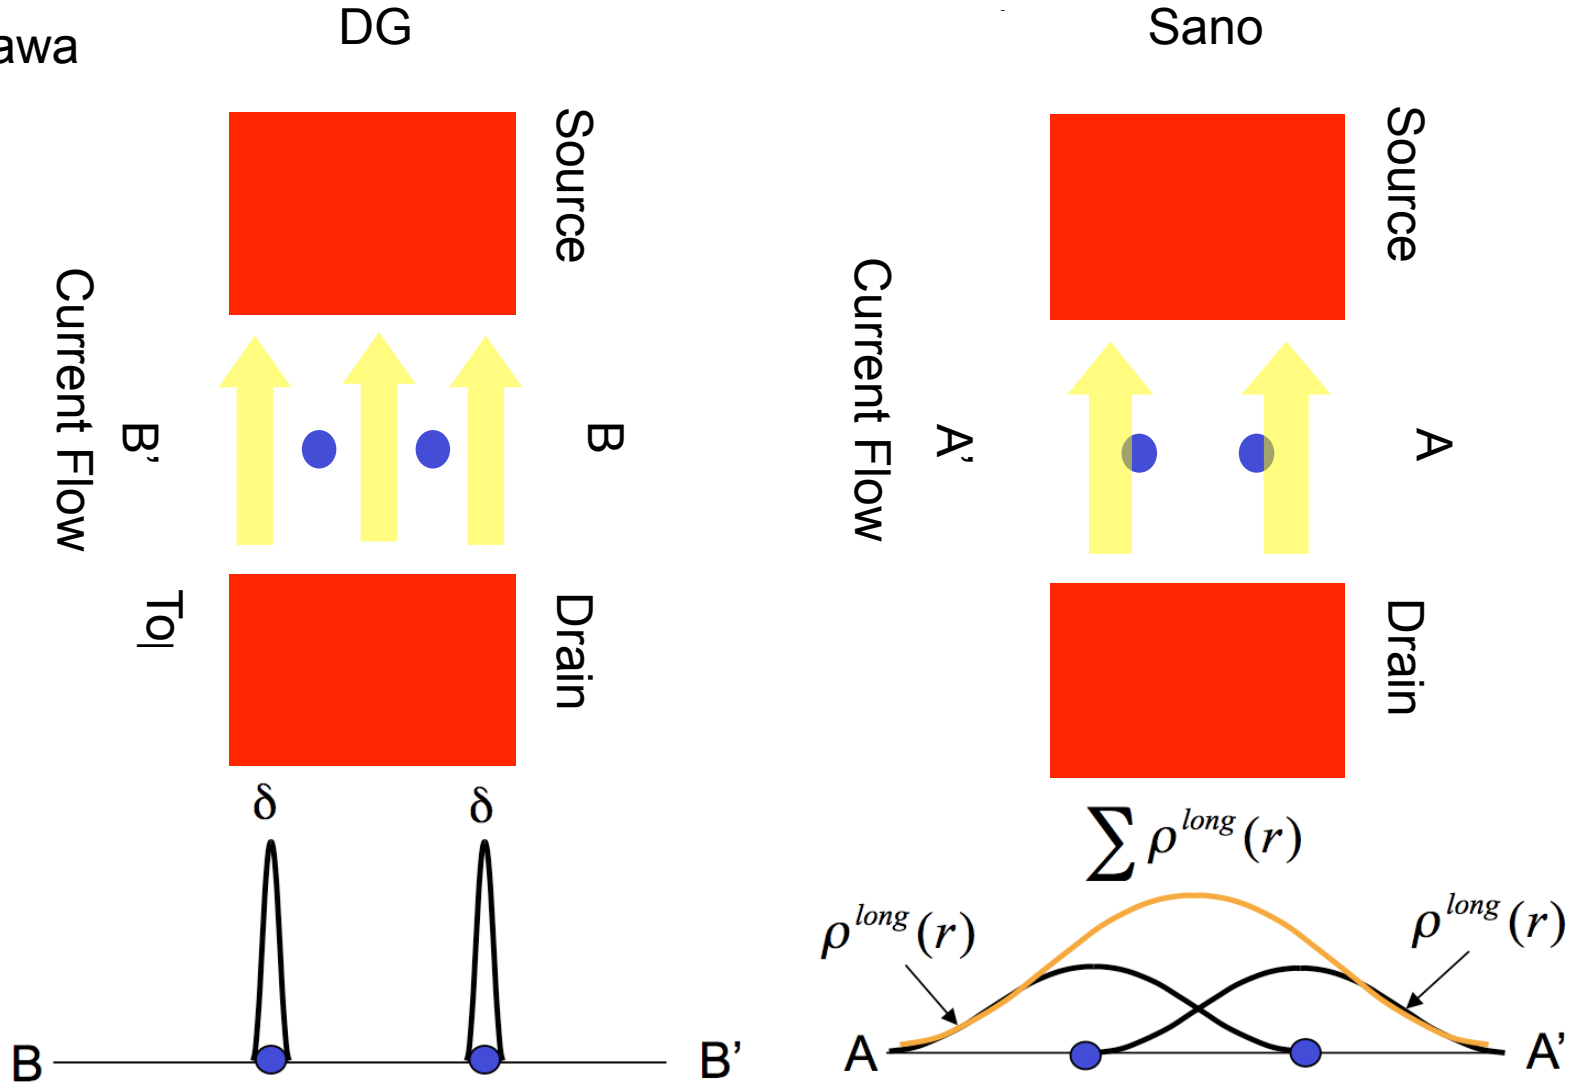 awa
DG
Source
Current Flow
B'
B
To
Drain
δ
δ
B
B'
Sano
Source
Current Flow
A'
A
Drain
∑ρ^long(r)
ρ^long(r)
ρ^long(r)
A
A'